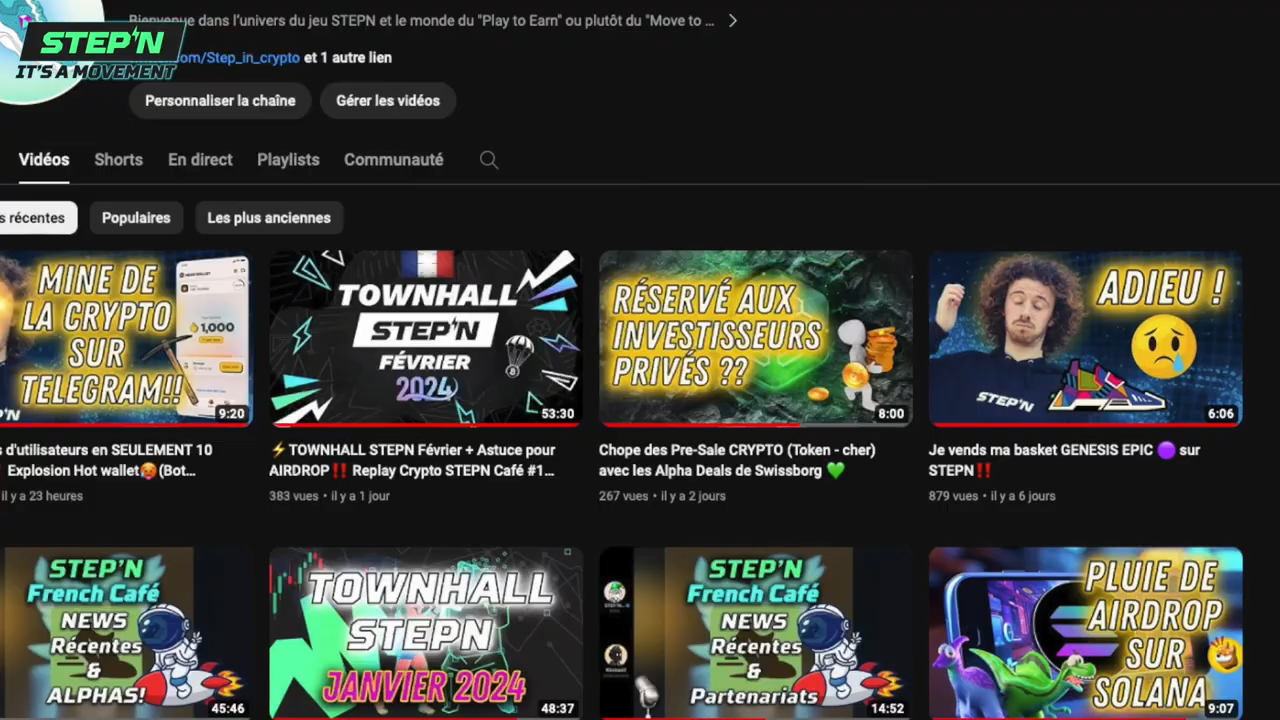 Bienvenue dans l'univers du jeu STEPN et le monde du "Play to Earn" ou plutôt du "Move to ...
STEP'N
IT'S A MOVEMENT
com/Step_in_crypto et 1 autre lien
Personnaliser la chaîne
Gérer les vidéos
Vidéos
Shorts
En direct
Playlists
Communauté
s récentes
Populaires
Les plus anciennes
MINE DE
LA CRYPTO
SUR
TELEGRAM!!
1,000
9:20
TOWNHALL
STEP'N
FÉVRIER
2024
53:30
RÉSERVÉ AUX
INVESTISSEURS
PRIVÉS ??
8:00
ADIEU !
STEP'N
6:06
s d'utilisateurs en SEULEMENT 10
Explosion Hot wallet🥵(Bot...
il y a 23 heures
⚡TOWNHALL STEPN Février + Astuce pour
AIRDROP‼️ Replay Crypto STEPN Café #1...
383 vues • il y a 1 jour
Chope des Pre-Sale CRYPTO (Token - cher)
avec les Alpha Deals de Swissborg 💚
267 vues • il y a 2 jours
Je vends ma basket GENESIS EPIC 🟣 sur
STEPN‼️
879 vues • il y a 6 jours
STEP'N
French Café
NEWS
Récentes
&
ALPHAS!
45:46
TOWNHALL
STEPN
JANVIER 2024
48:37
STEP'N
French Café
NEWS
Récentes
&
Partenariats
14:52
PLUIE DE
AIRDROP
SUR
SOLANA
9:07